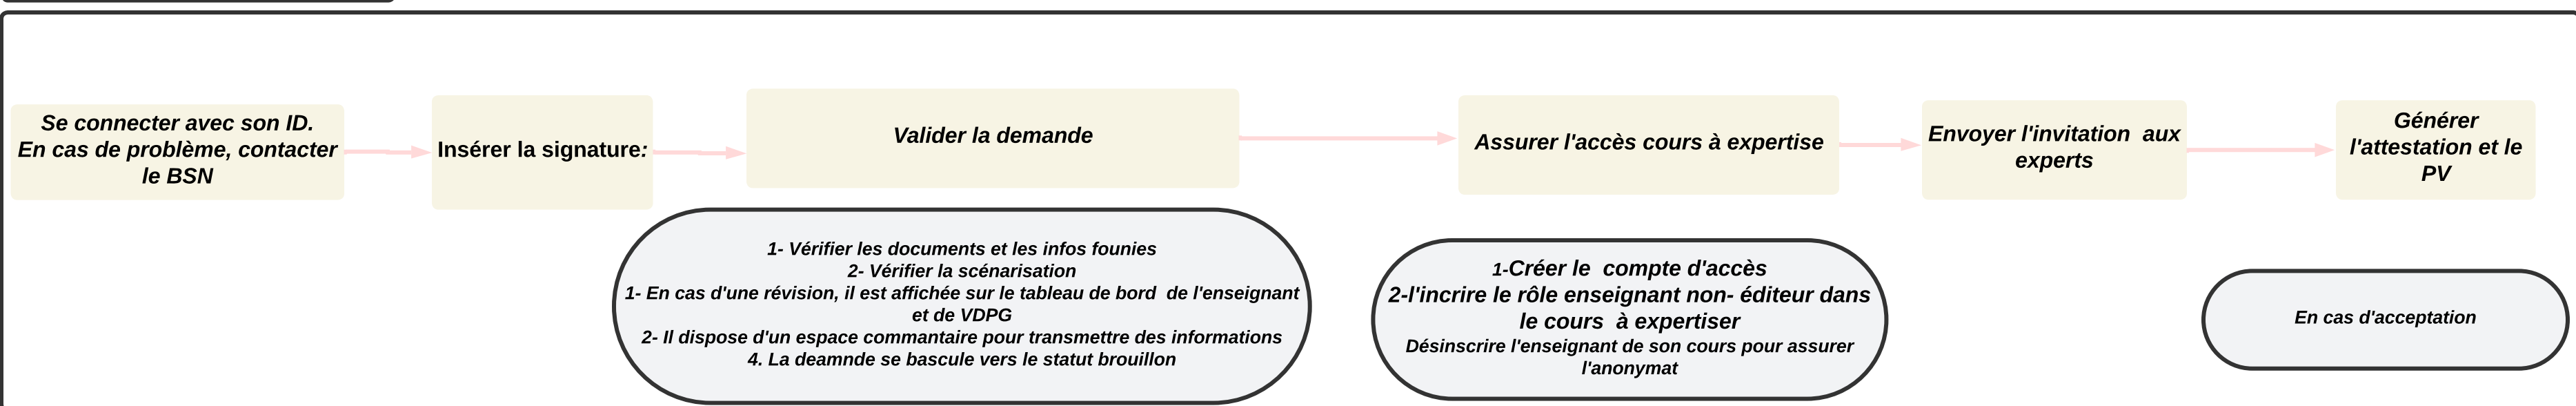 Se connecter avec son ID.
En cas de problème, contacter
le BSN
Insérer la signature:
Valider la demande
Assurer l'accès cours à expertise
Envoyer l'invitation  aux
experts
Générer
l'attestation et le
PV
1- Vérifier les documents et les infos founies
2- Vérifier la scénarisation
1- En cas d'une révision, il est affichée sur le tableau de bord  de l'enseignant
et de VDPG
2- Il dispose d'un espace commantaire pour transmettre des informations
4. La deamnde se bascule vers le statut brouillon
1-Créer le  compte d'accès
2-l'incrire le rôle enseignant non- éditeur dans
le cours  à expertiser
Désinscrire l'enseignant de son cours pour assurer
l'anonymat
En cas d'acceptation